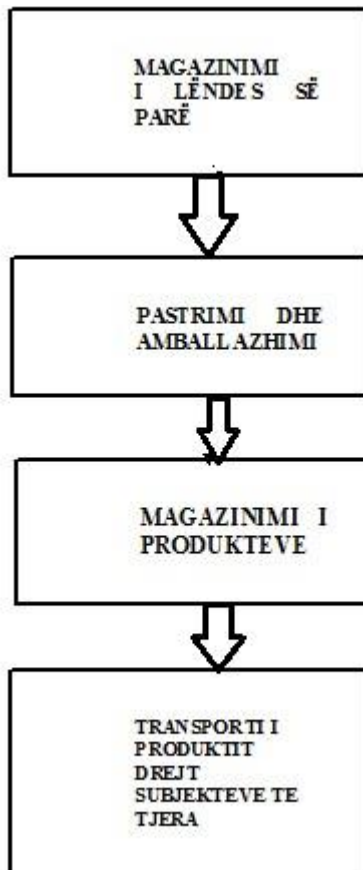 MAGAZINIMI
I LËNDES SË
PARË
PASTRIMI DHE
AMBALLAZHIMI
MAGAZINIMI I
PRODUKTEVE
TRANSPORTI I
PRODUKTIT
DREJT
SUBJEKTEVE TE
TJERA